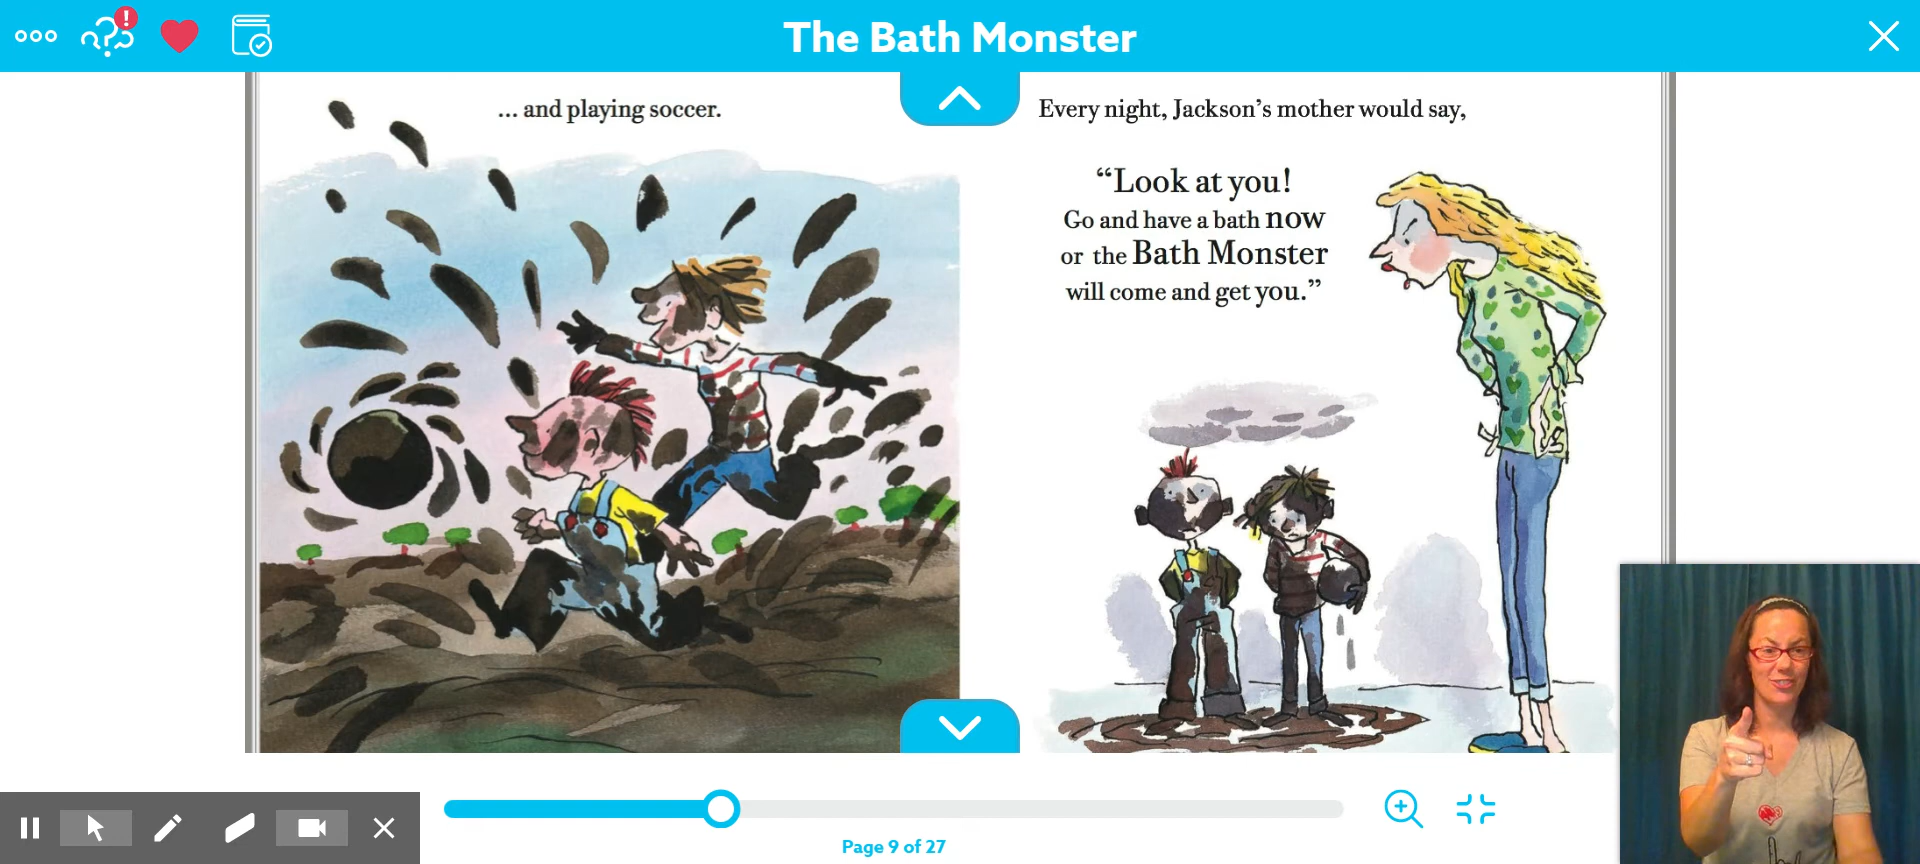 The Bath Monster
... and playing soccer.
Every night, Jackson’s mother would say,
“Look at you!
Go and have a bath now
or the Bath Monster
will come and get you.”
Page 9 of 27